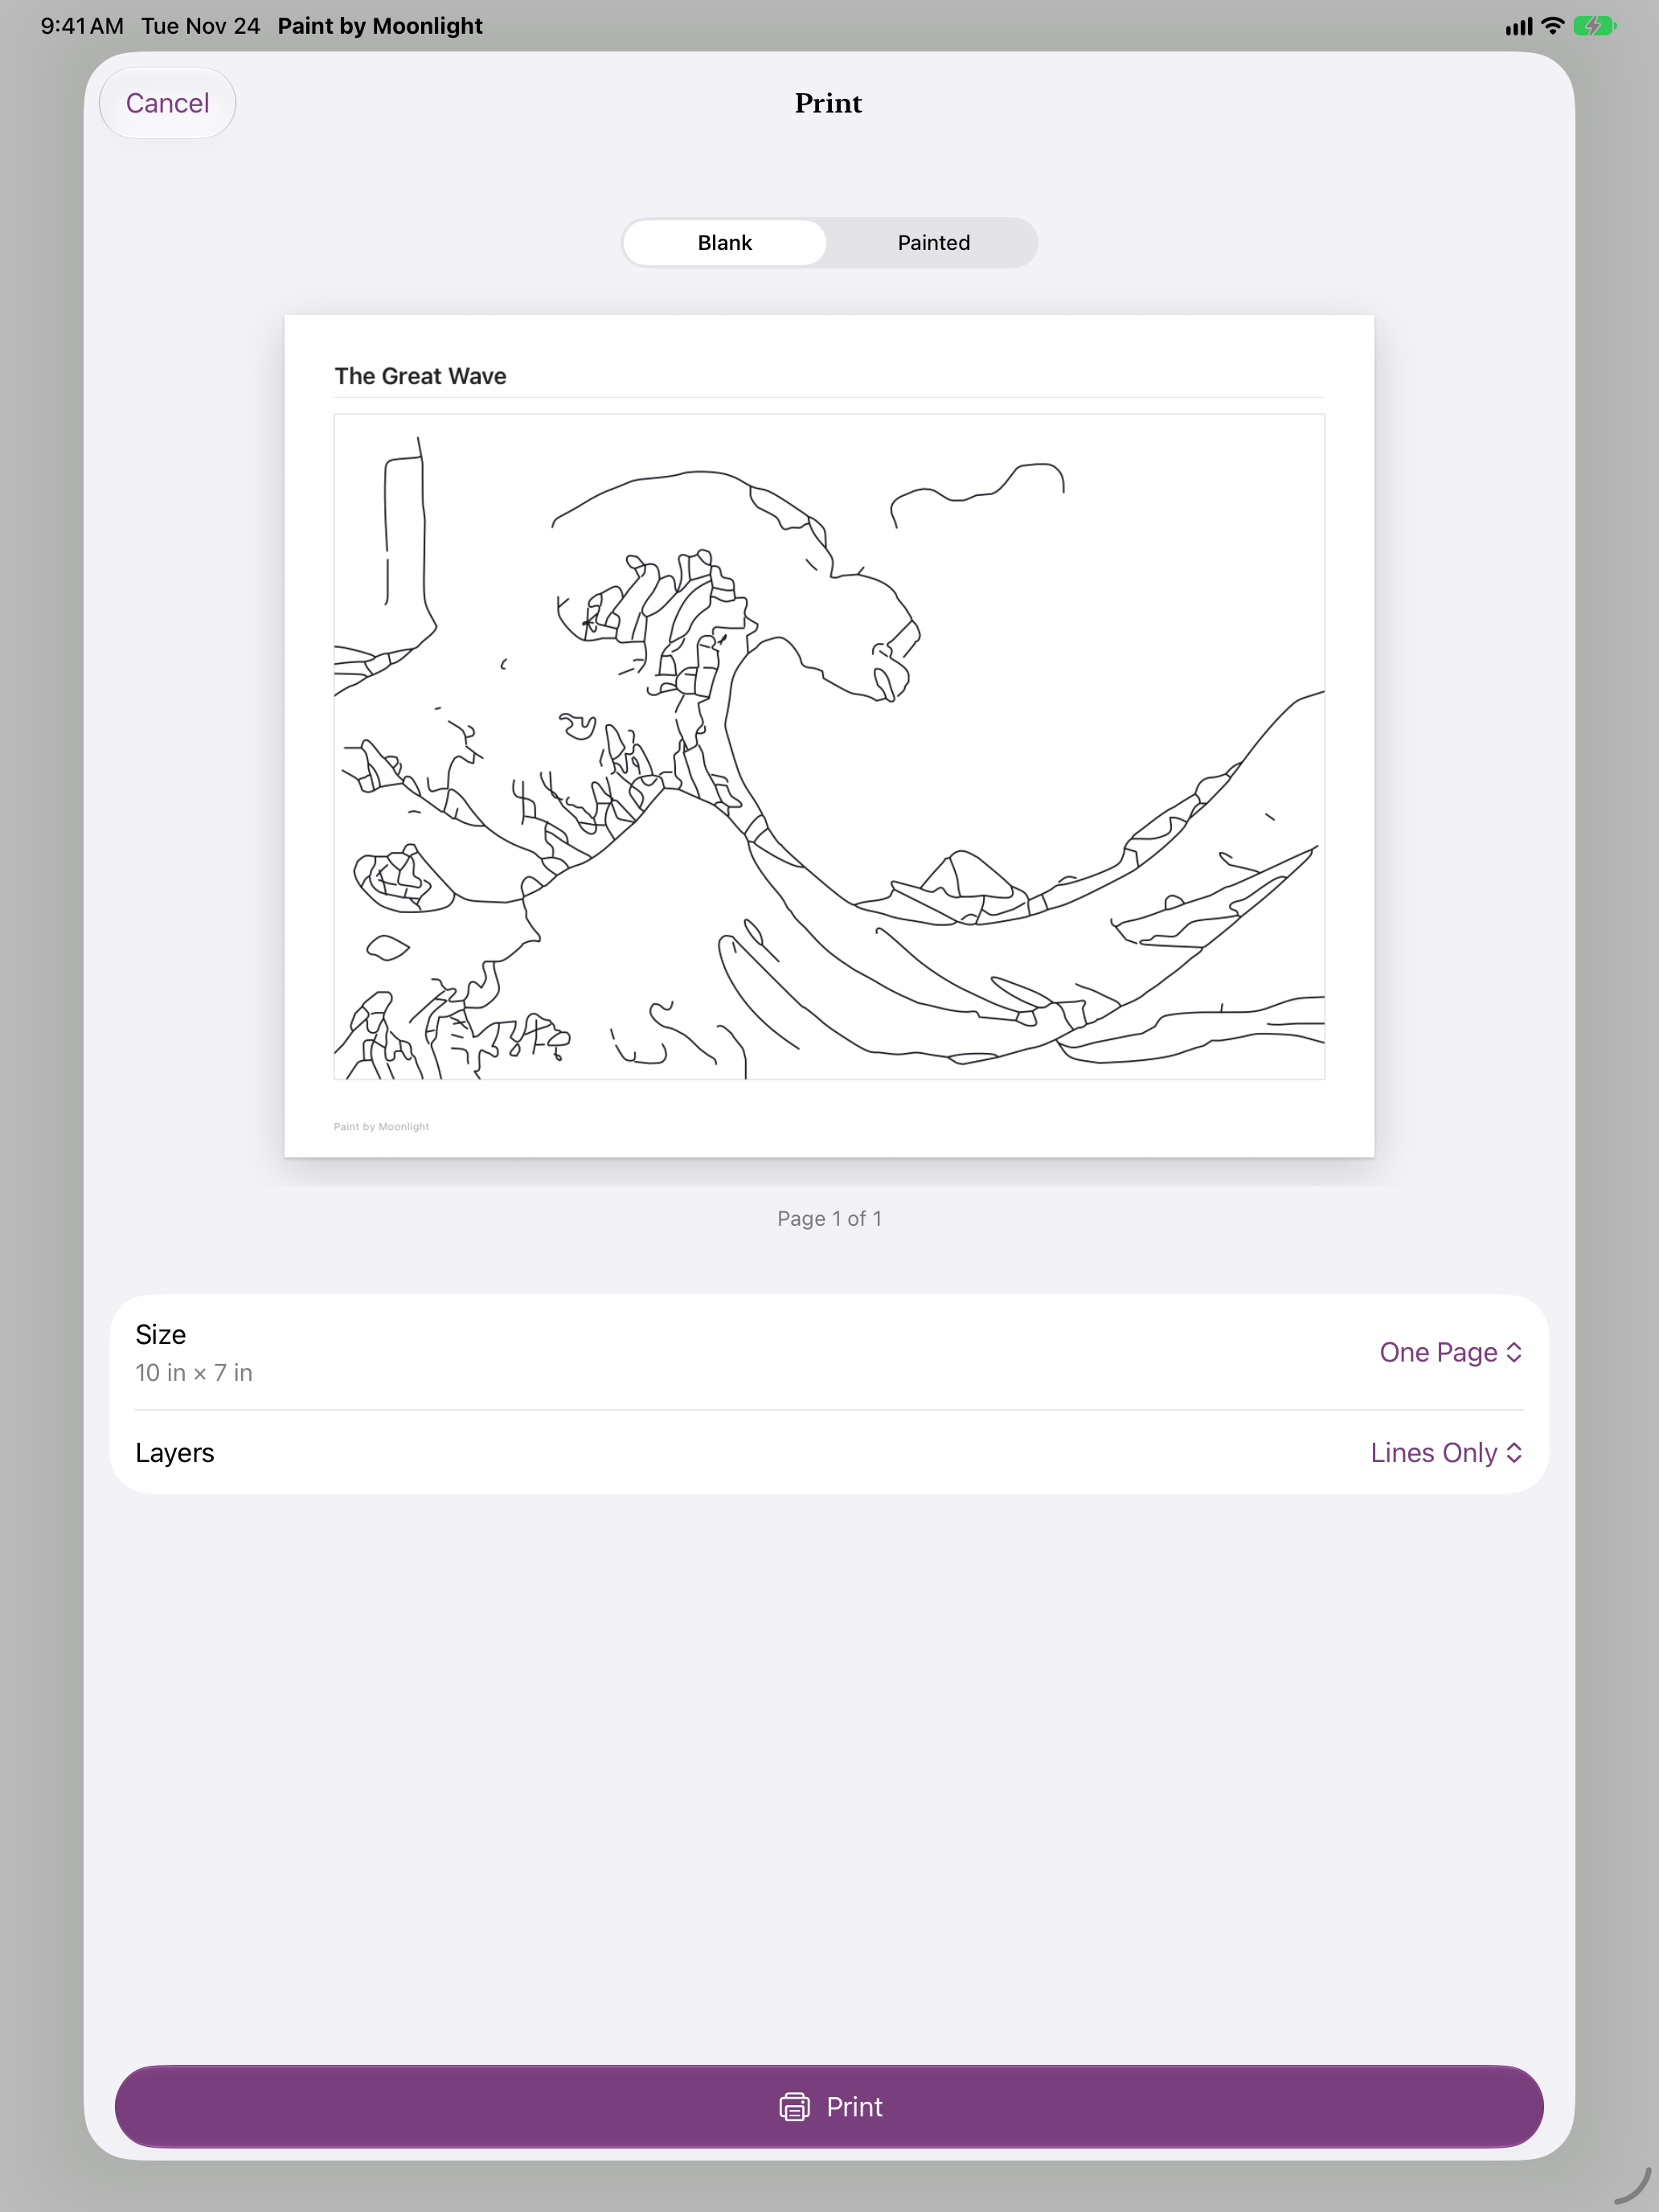 9:41 AM Tue Nov 24 Paint by Moonlight
Cancel
Print
Blank
Painted
The Great Wave
Paint by Moonlight
Page 1 of 1
Size
10 in × 7 in
One Page
Layers
Lines Only
Print